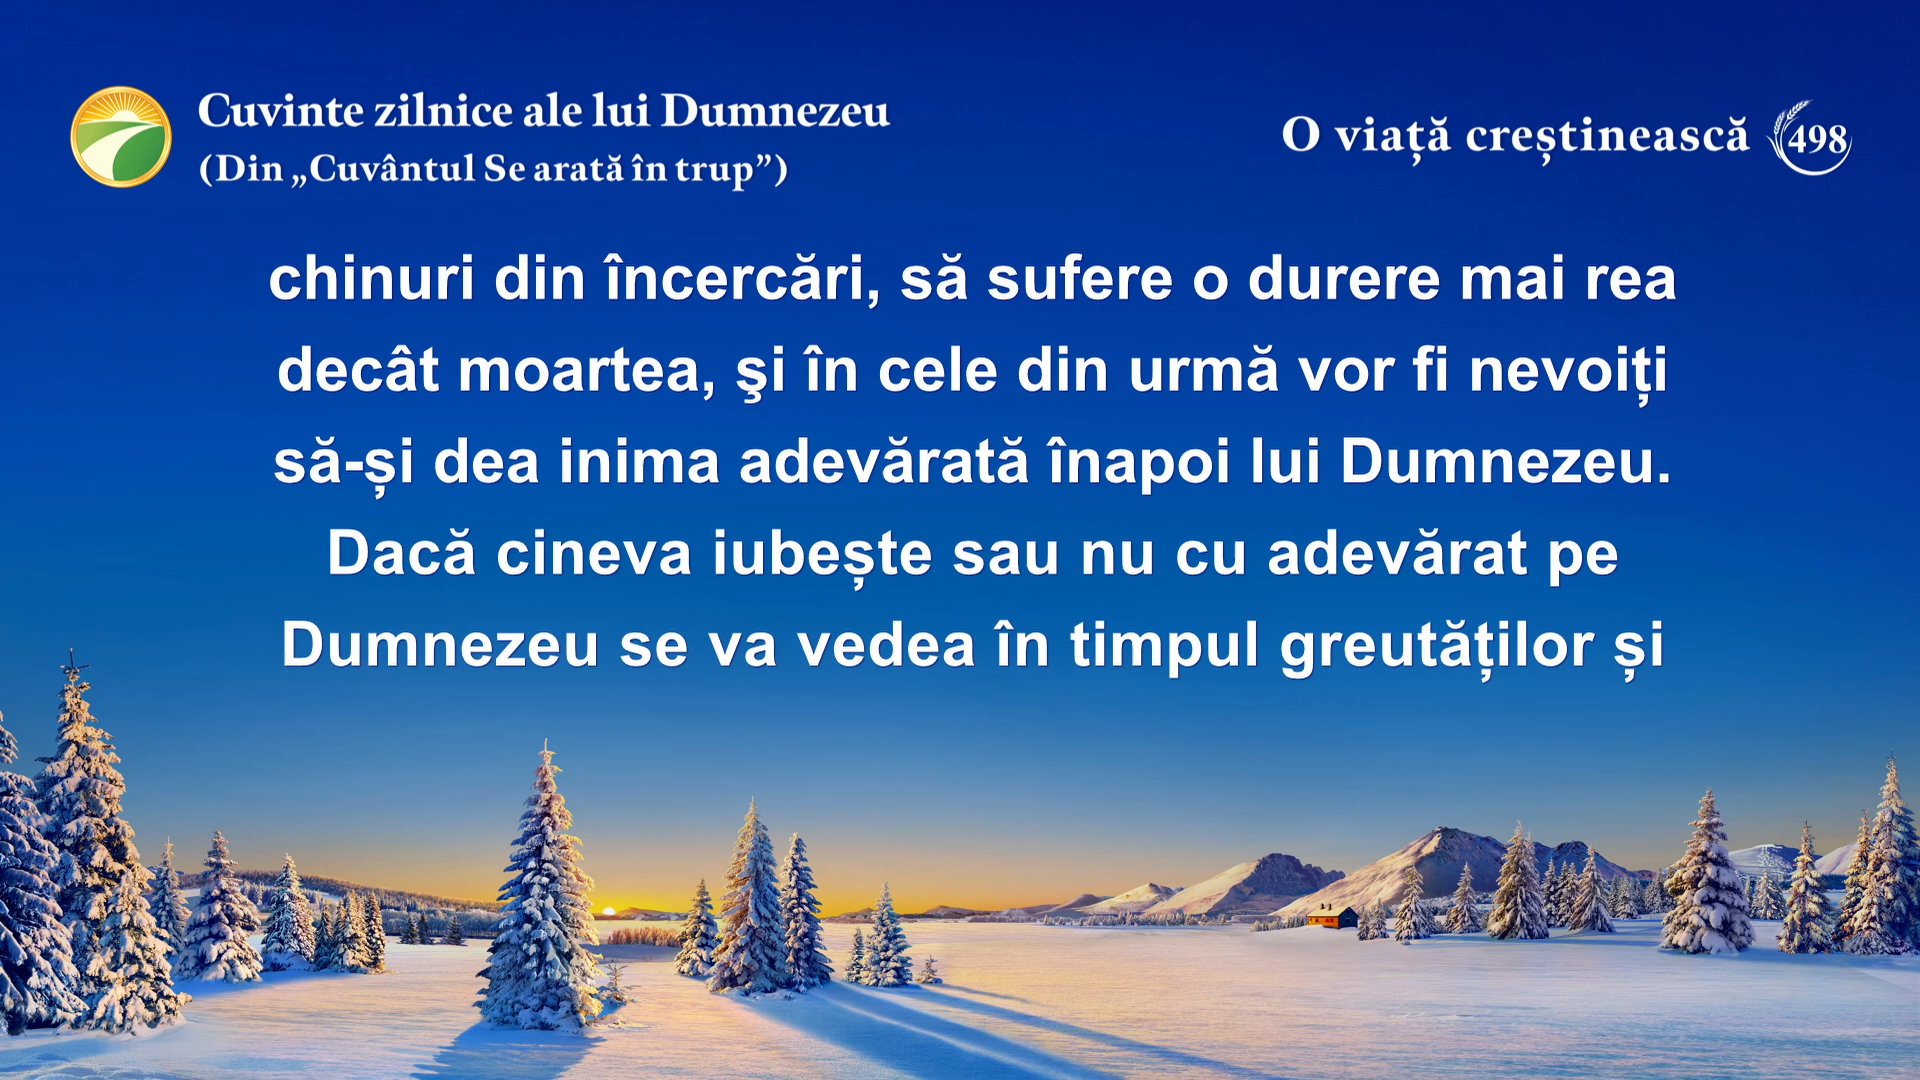 Cuvinte zilnice ale lui Dumnezeu
(Din „Cuvântul Se arată în trup”)
O viață creștinească 498
chinuri din încercări, să sufere o durere mai rea
decât moartea, şi în cele din urmă vor fi nevoiți
să-și dea inima adevărată înapoi lui Dumnezeu.
Dacă cineva iubește sau nu cu adevărat pe
Dumnezeu se va vedea în timpul greutăților și